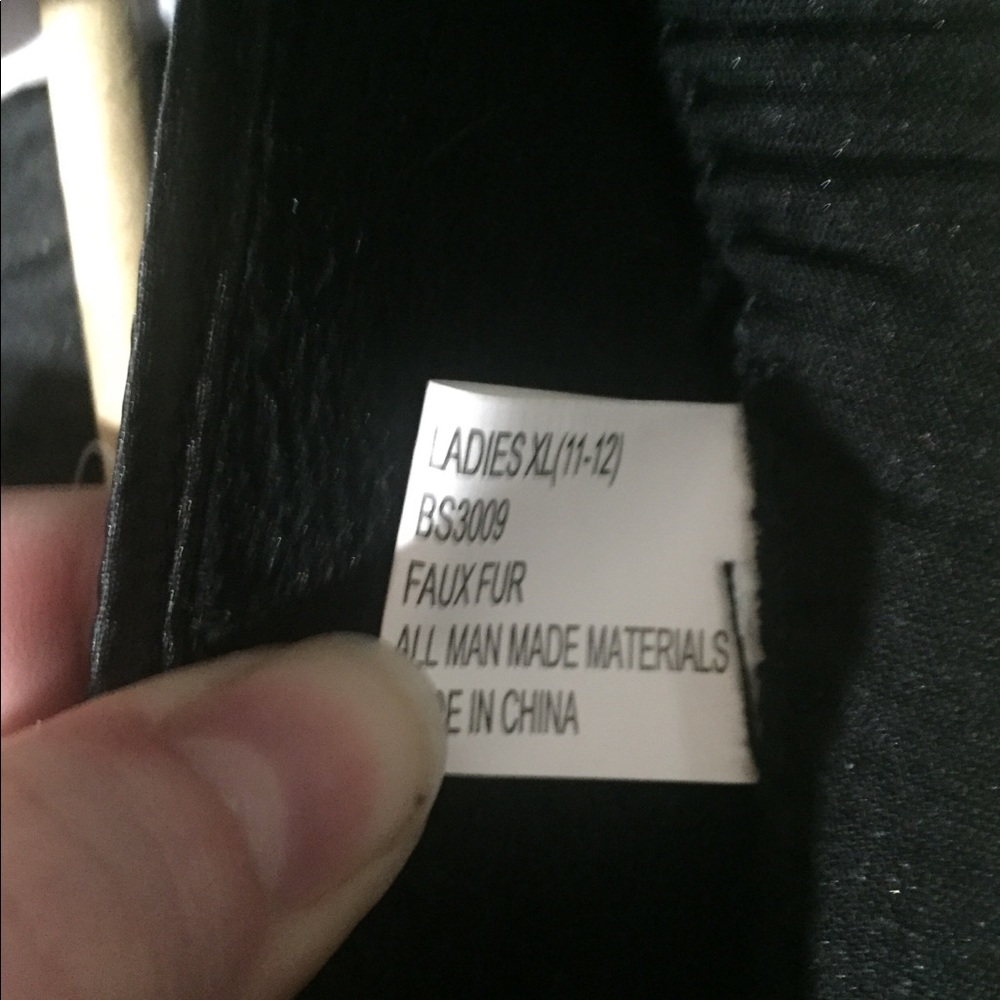 LADIES XL(11-12)
BS3009
FAUX FUR
ALL MAN MADE MATERIALS
DE IN CHINA